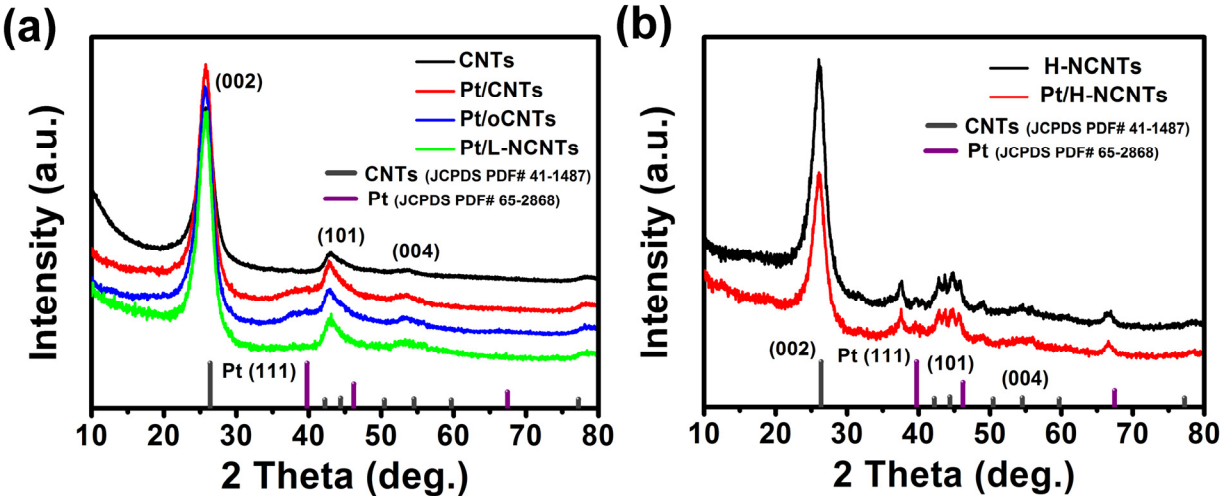 (a)
CNTs
Pt/CNTs
Pt/oCNTs
Pt/L-NCNTs
CNTs (JCPDS PDF# 41-1487)
Pt (JCPDS PDF# 65-2868)
(002)
(101)
(004)
Pt (111)
10 20 30 40 50 60 70 80
2 Theta (deg.)
Intensity (a.u.)
(b)
H-NCNTs
Pt/H-NCNTs
CNTs (JCPDS PDF# 41-1487)
Pt (JCPDS PDF# 65-2868)
(002)
Pt (111)
(101)
(004)
10 20 30 40 50 60 70 80
2 Theta (deg.)
Intensity (a.u.)